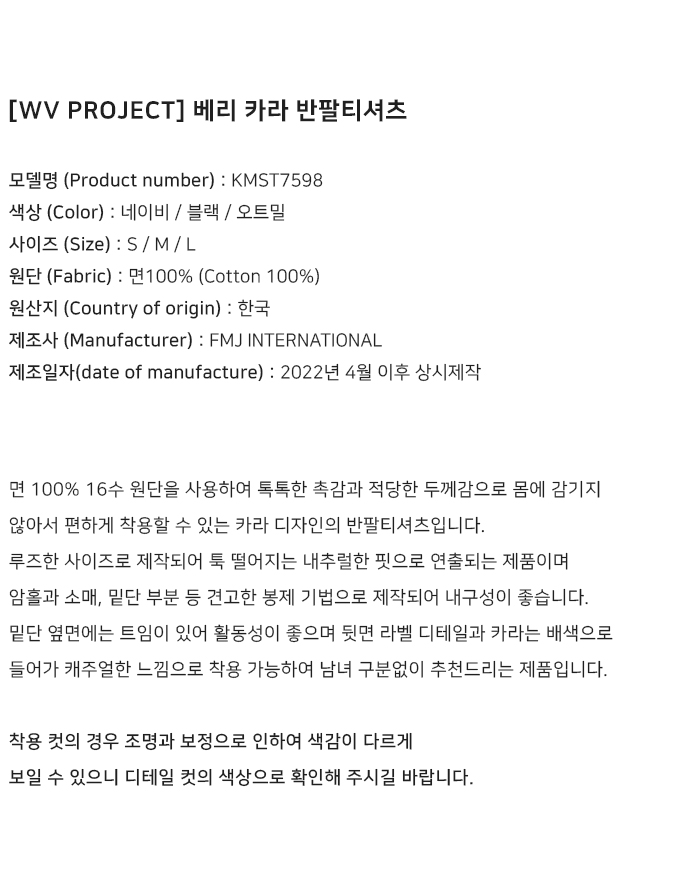 [WV PROJECT] 베리 카라 반팔티셔츠
모델명 (Product number) : KMST7598
색상 (Color) : 네이비 / 블랙 / 오트밀
사이즈 (Size) : S / M / L
원단 (Fabric) : 면100% (Cotton 100%)
원산지 (Country of origin) : 한국
제조사 (Manufacturer) : FMJ INTERNATIONAL
제조일자(date of manufacture) : 2022년 4월 이후 상시제작
면 100% 16수 원단을 사용하여 톡톡한 촉감과 적당한 두께감으로 몸에 감기지
않아서 편하게 착용할 수 있는 카라 디자인의 반팔티셔츠입니다.
루즈한 사이즈로 제작되어 툭 떨어지는 내추럴한 핏으로 연출되는 제품이며
암홀과 소매, 밑단 부분 등 견고한 봉제 기법으로 제작되어 내구성이 좋습니다.
밑단 옆면에는 트임이 있어 활동성이 좋으며 뒷면 라벨 디테일과 카라는 배색으로
들어가 캐주얼한 느낌으로 착용 가능하여 남녀 구분없이 추천드리는 제품입니다.
착용 컷의 경우 조명과 보정으로 인하여 색감이 다르게
보일 수 있으니 디테일 컷의 색상으로 확인해 주시길 바랍니다.